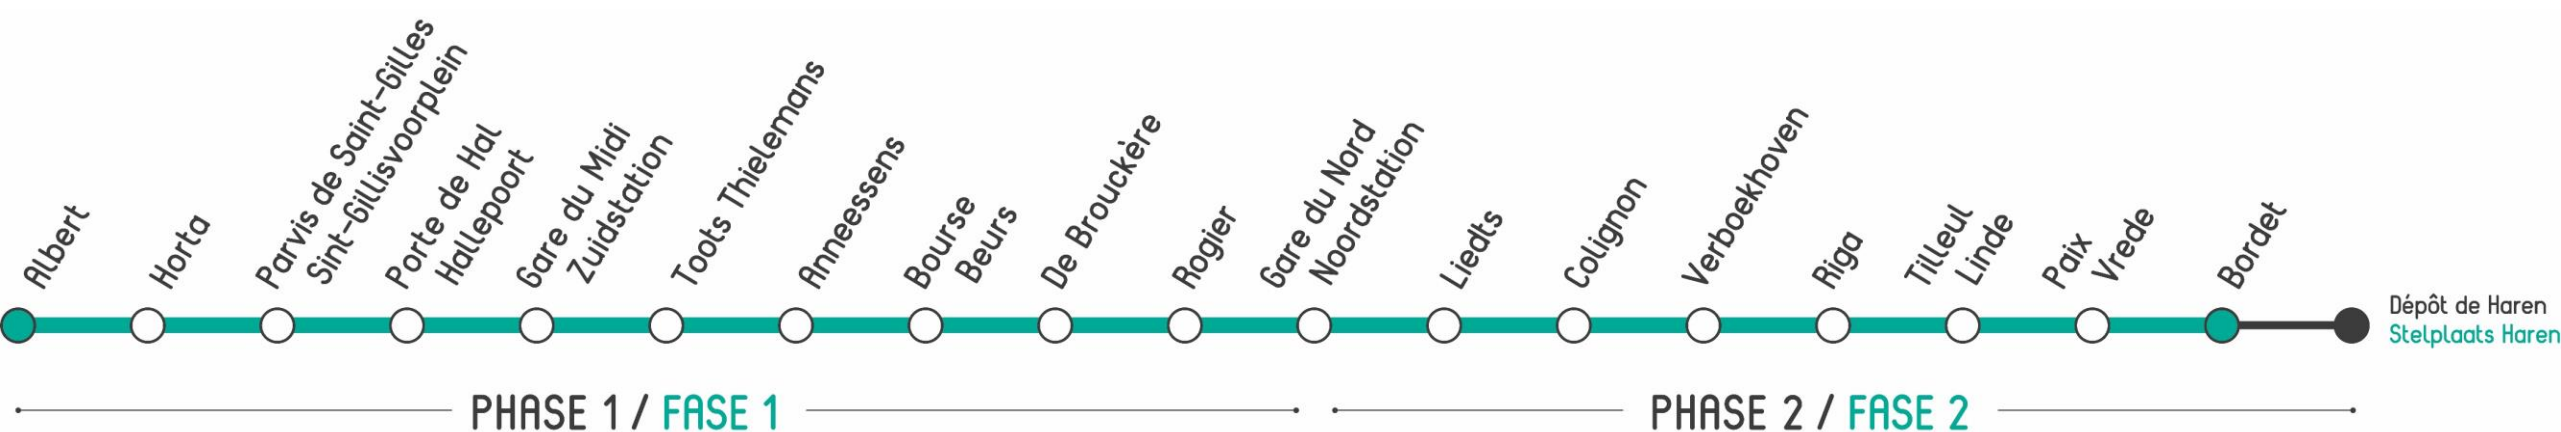 Albert
Horta
Parvis de Saint-Gilles
Sint-Gillisvoorplein
Porte de Hal
Hallepoort
Gare du Midi
Zuidstation
Toots Thielemans
Anneessens
Bourse
Beurs
De Brouckère
Rogier
Gare du Nord
Noordstation
Liedts
Colignon
Verboekhoven
Riga
Tilleul
Linde
Paix
Vrede
Bordet
Dépôt de Haren
Stelplaats Haren
PHASE 1 / FASE 1
PHASE 2 / FASE 2